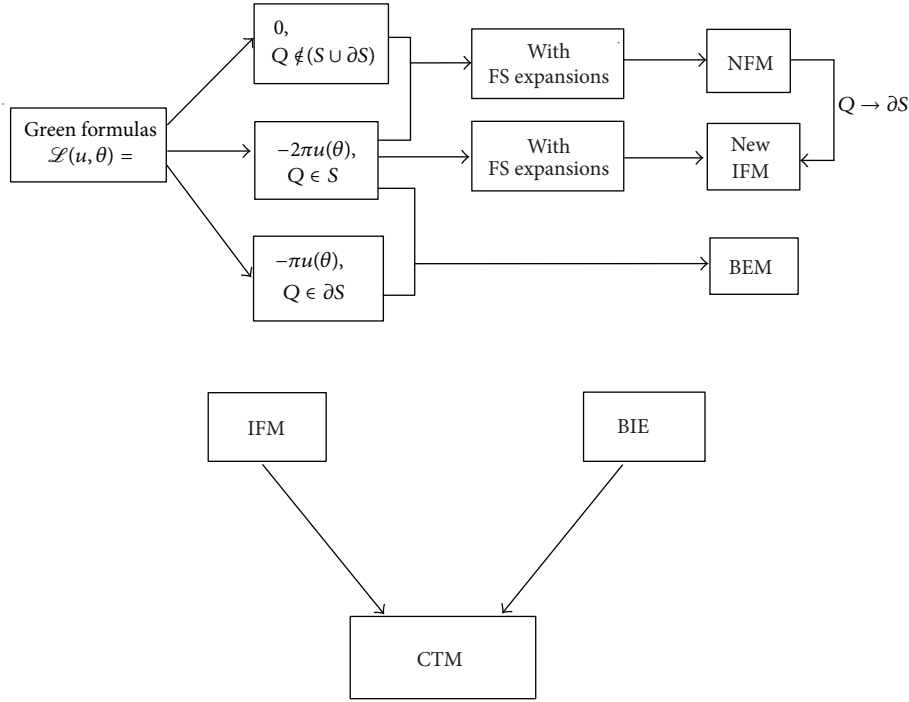 0,
Q ∉ (S ∪ ∂S)
With
FS expansions
NFM
Q → ∂S
Green formulas
ℒ(u, θ) =
−2πu(θ),
Q ∈ S
With
FS expansions
New
IFM
−πu(θ),
Q ∈ ∂S
BEM
IFM
BIE
CTM